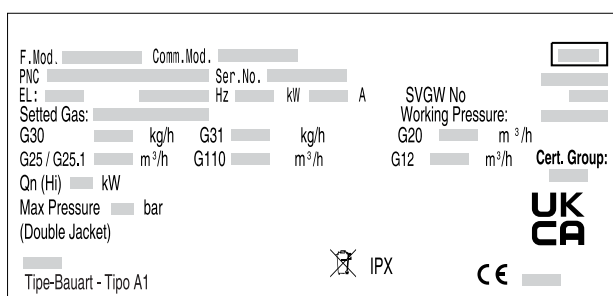 F.Mod. Comm.Mod.
PNC Ser.No.
EL: Hz kW A SVGW No
Setted Gas: Working Pressure:
G30 kg/h G31 kg/h G20 m³/h
G25 / G25.1 m³/h G110 m³/h G12 m³/h Cert. Group:
Qn (Hi) kW
Max Pressure bar
(Double Jacket)
UK
CA
IPX CE
Tipe-Bauart - Tipo A1